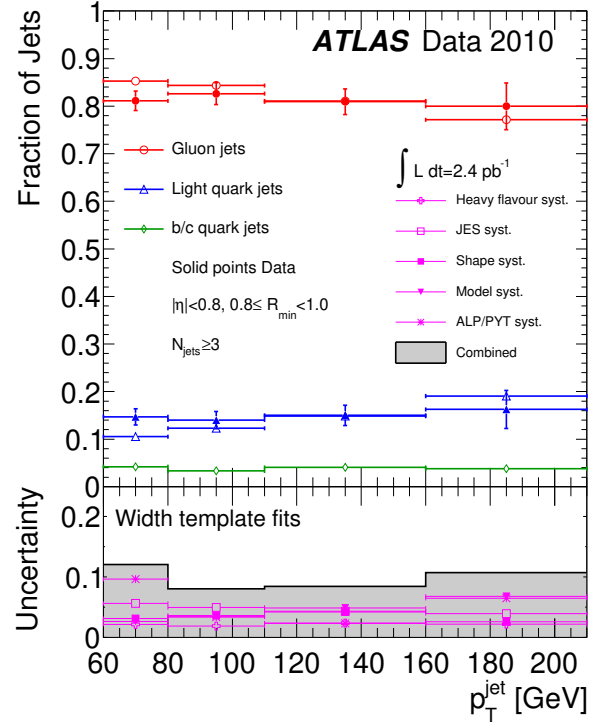 ATLAS Data 2010
Fraction of Jets
1
0.9
0.8
0.7
0.6
0.5
0.4
0.3
0.2
0.1
0
Gluon jets
Light quark jets
b/c quark jets
Solid points Data
|η|<0.8, 0.8≤ R_min<1.0
N_jets≥3
∫ L dt=2.4 pb⁻¹
Heavy flavour syst.
JES syst.
Shape syst.
Model syst.
ALP/PYT syst.
Combined
Uncertainty
Width template fits
0.2
0.1
0
60 80 100 120 140 160 180 200
p_T^jet [GeV]